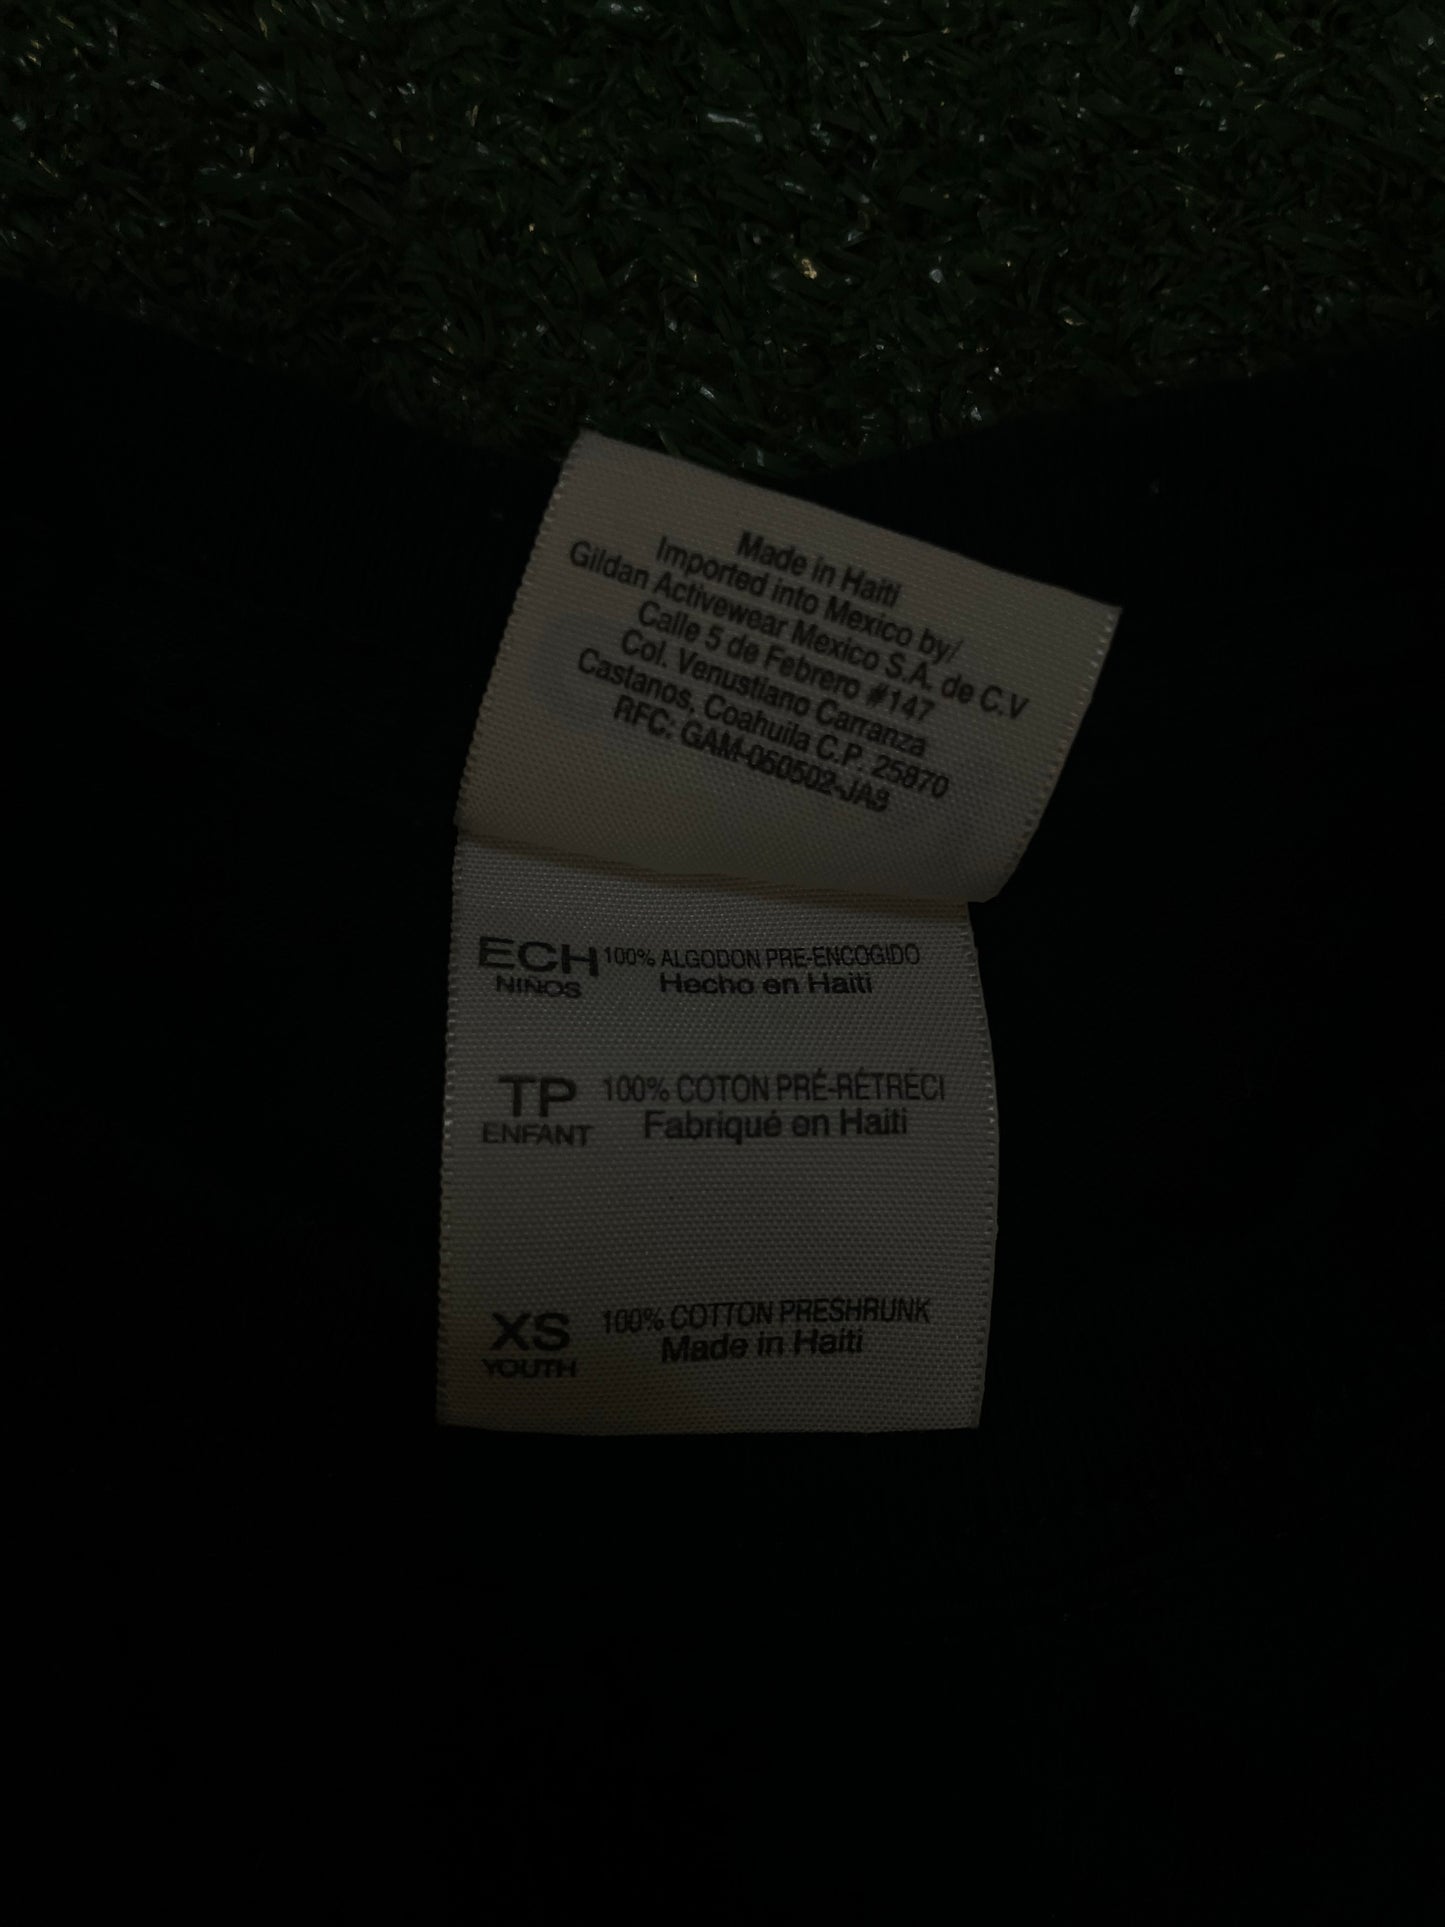 Made in Haiti
Imported into Mexico by/
Gildan Activewear Mexico S.A. de C.V
Calle 5 de Febrero #147
Col. Venustiano Carranza
Castanos, Coahuila C.P. 25870
RFC: GAM-060502-JA8
ECH 100% ALGODON PRE-ENCOGIDO
NIÑOS Hecho en Haiti
TP 100% COTON PRÉ-RÉTRÉCI
ENFANT Fabriqué en Haiti
XS 100% COTTON PRESHRUNK
YOUTH Made in Haiti